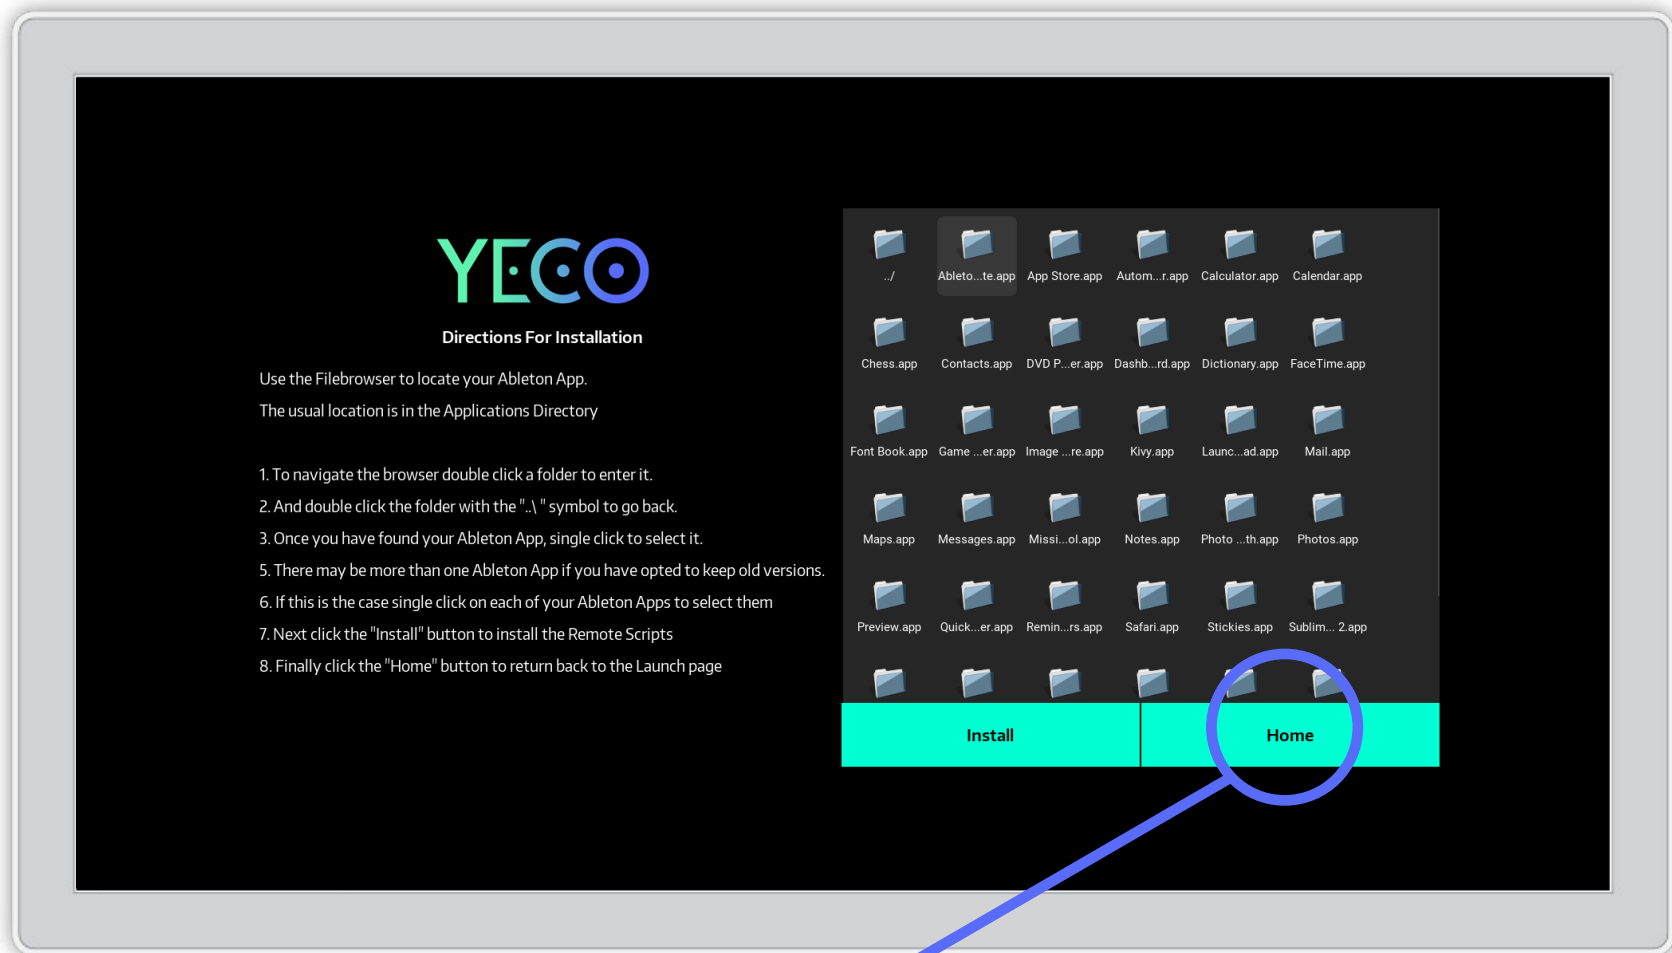 YECO
Directions For Installation
Use the Filebrowser to locate your Ableton App.
The usual location is in the Applications Directory
1. To navigate the browser double click a folder to enter it.
2. And double click the folder with the "..\ " symbol to go back.
3. Once you have found your Ableton App, single click to select it.
5. There may be more than one Ableton App if you have opted to keep old versions.
6. If this is the case single click on each of your Ableton Apps to select them
7. Next click the "Install" button to install the Remote Scripts
8. Finally click the "Home" button to return back to the Launch page
../ Ableto...te.app App Store.app Autom...r.app Calculator.app Calendar.app
Chess.app Contacts.app DVD P...er.app Dashb...rd.app Dictionary.app FaceTime.app
Font Book.app Game ...er.app Image ...re.app Kivy.app Launc...ad.app Mail.app
Maps.app Messages.app Missi...ol.app Notes.app Photo ...th.app Photos.app
Preview.app Quick...er.app Remin...rs.app Safari.app Stickies.app Sublim... 2.app
Install Home